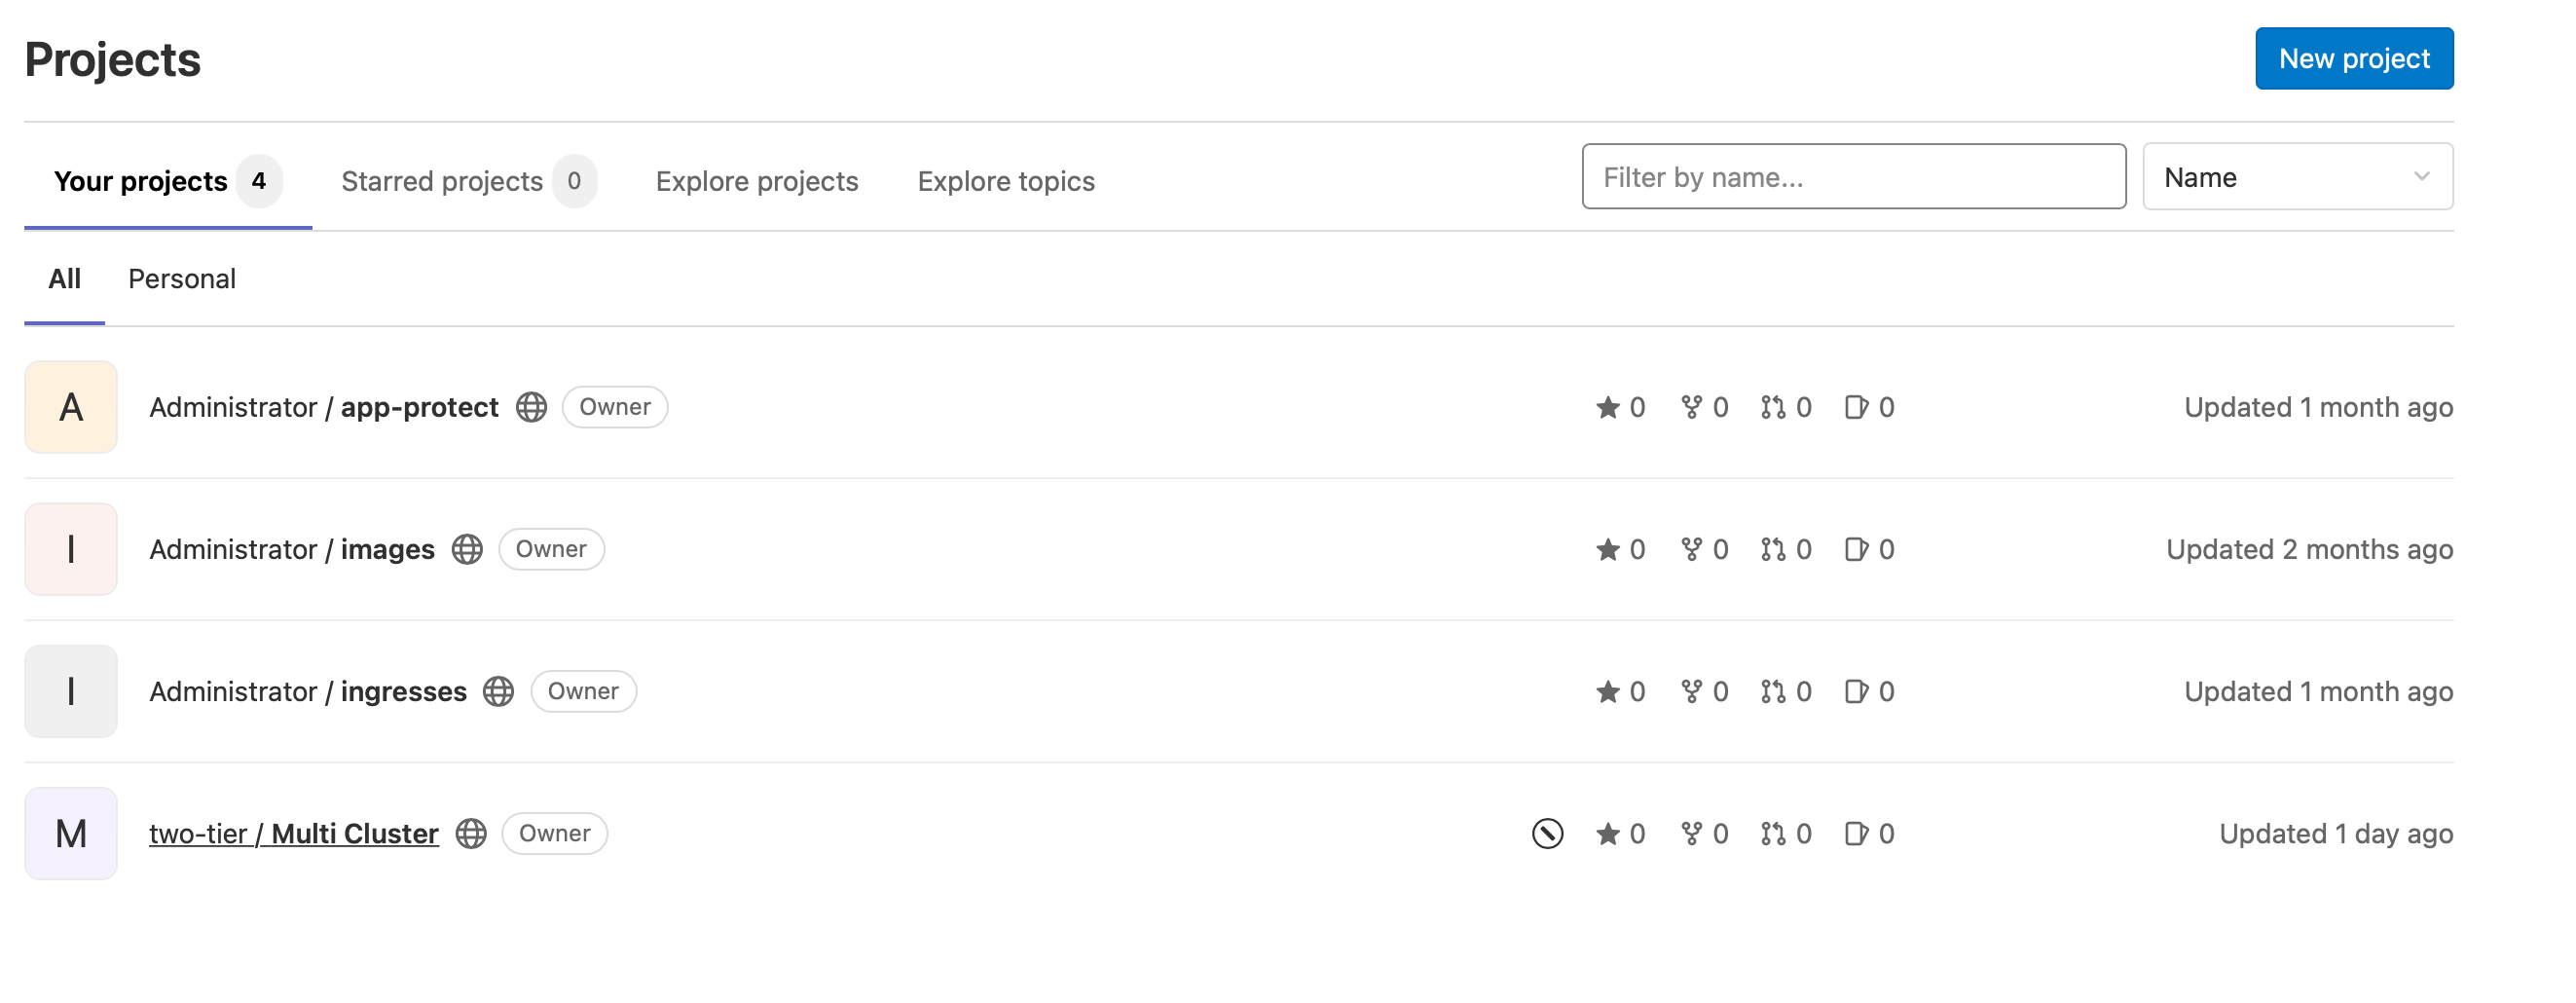 Projects
New project
Your projects 4 Starred projects 0 Explore projects Explore topics Filter by name... Name
All Personal
A Administrator / app-protect Owner 0 0 0 0 Updated 1 month ago
I Administrator / images Owner 0 0 0 0 Updated 2 months ago
I Administrator / ingresses Owner 0 0 0 0 Updated 1 month ago
M two-tier / Multi Cluster Owner 0 0 0 0 Updated 1 day ago